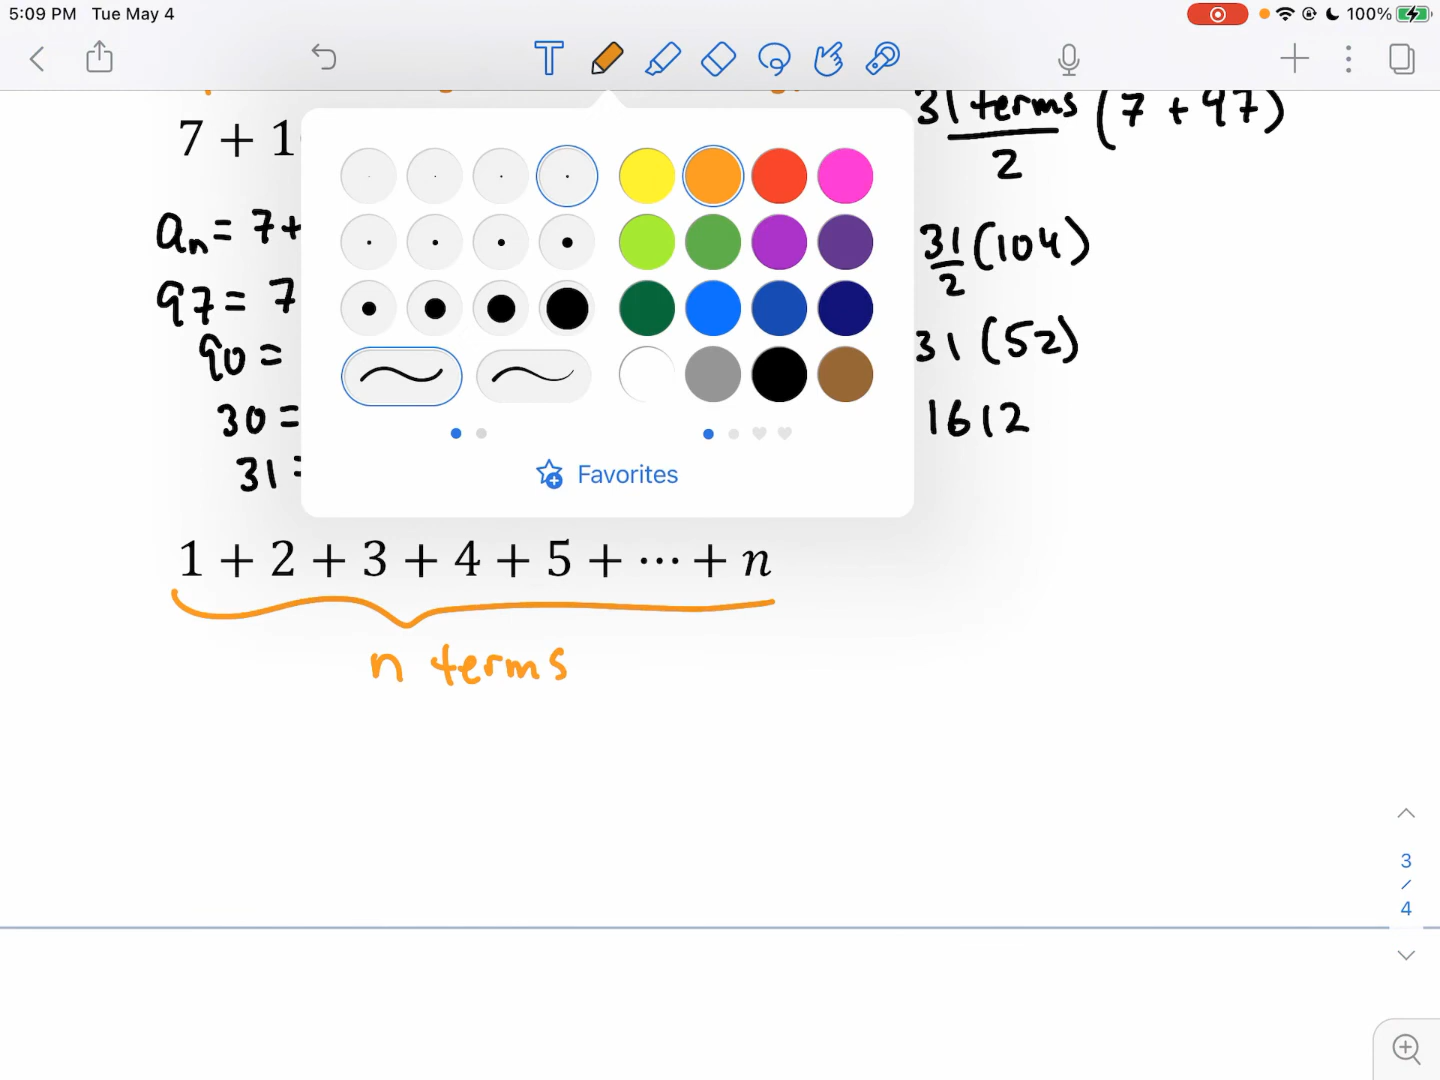 5:09 PM Tue May 4
100%
T
7 + 1
31 terms (7 + 97)
2
an = 7+
31 (104)
2
97 = 7
90 =
31 (52)
30 =
1612
31 =
Favorites
1 + 2 + 3 + 4 + 5 + ⋯ + n
n terms
3
/
4